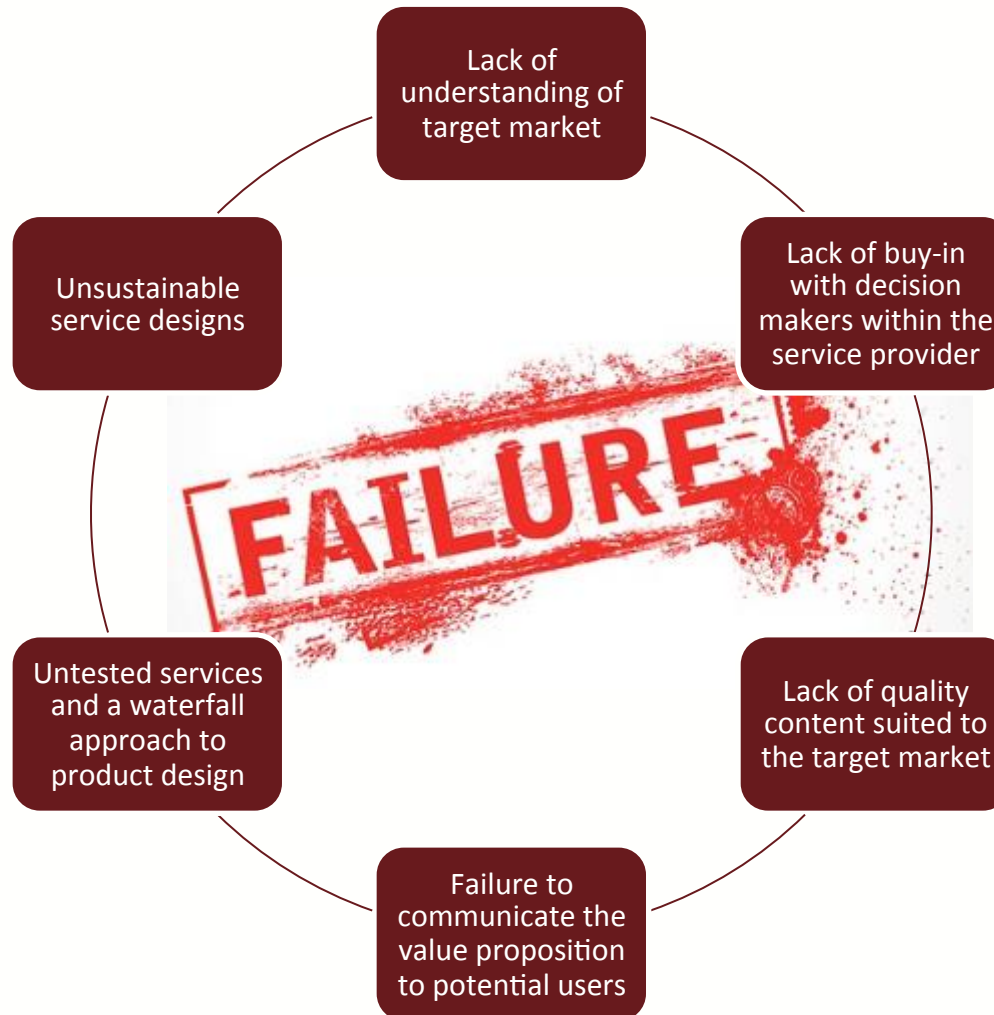 Lack of
understanding of
target market
Lack of buy-in
with decision
makers within the
service provider
Lack of quality
content suited to
the target market
Failure to
communicate the
value proposition
to potential users
Untested services
and a waterfall
approach to
product design
Unsustainable
service designs
FAILURE